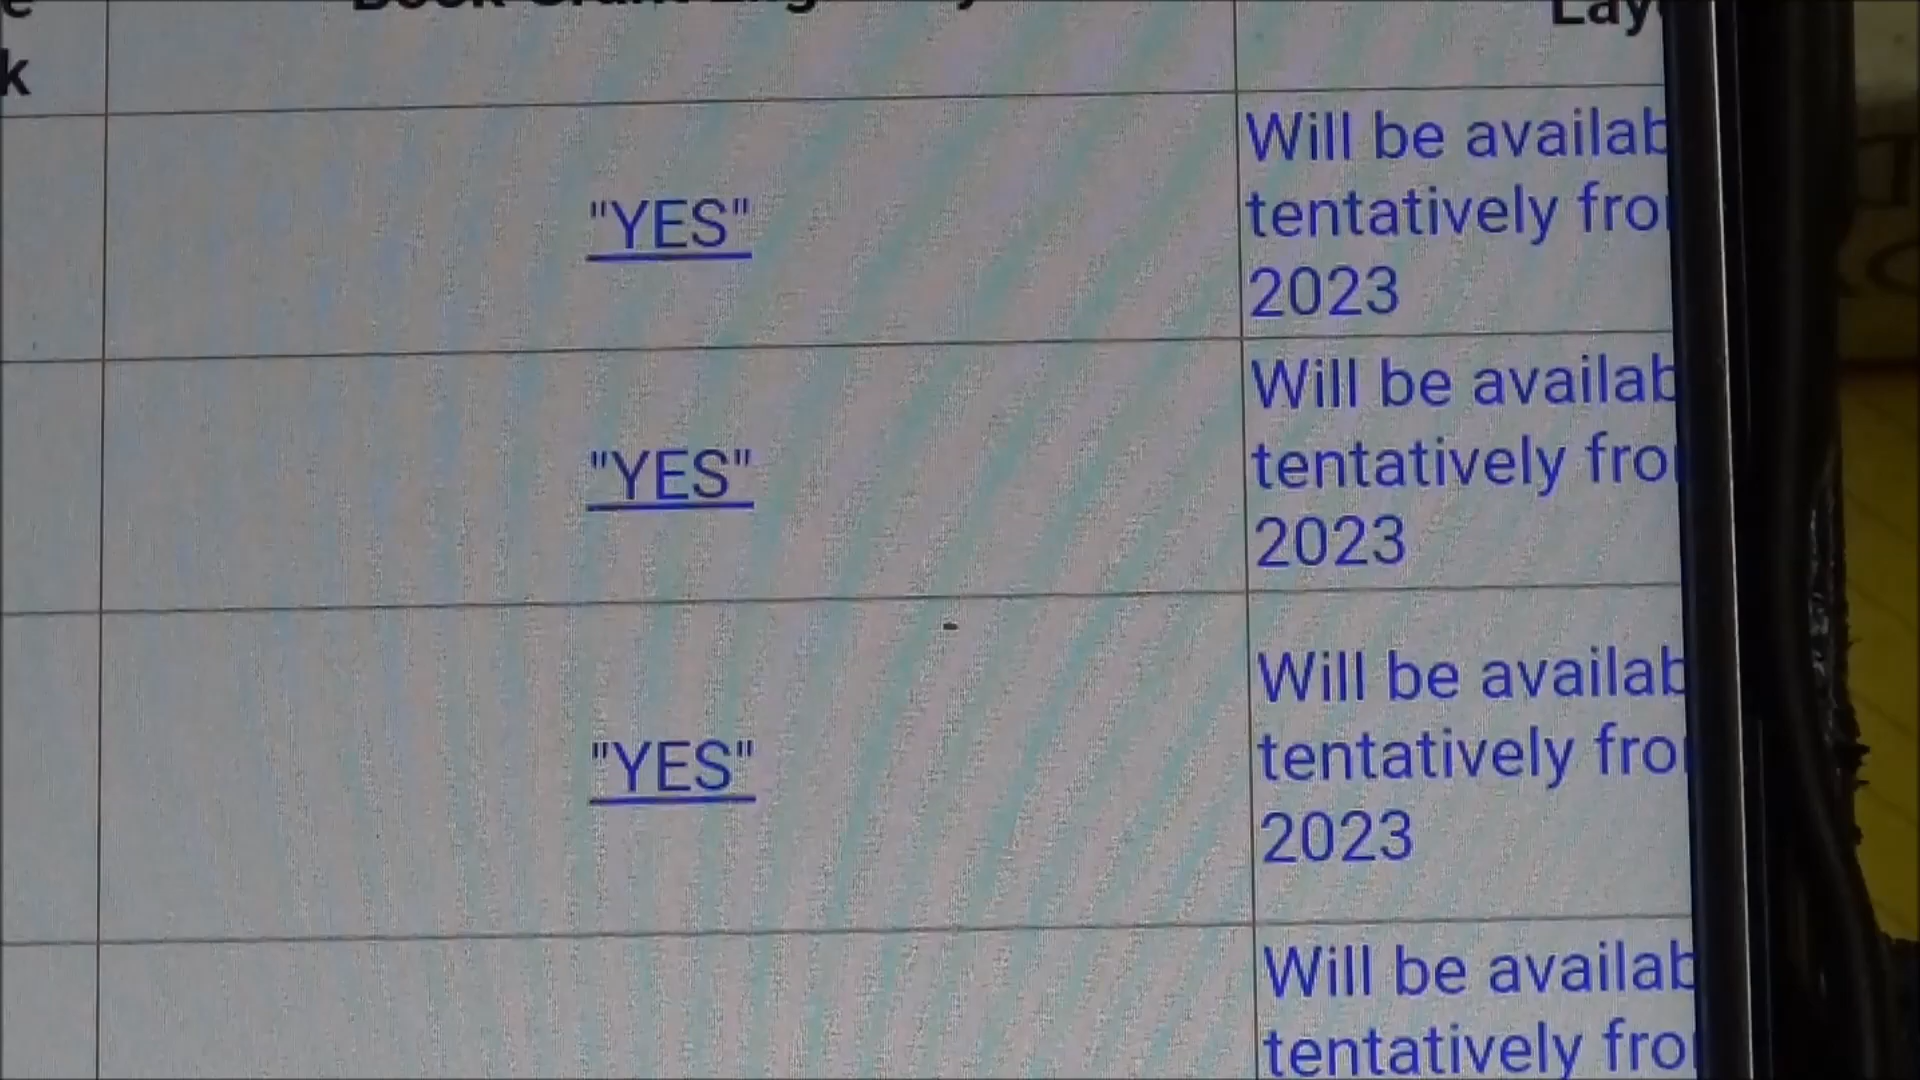 k
"YES"
Will be availab
tentatively fro
2023
"YES"
Will be availab
tentatively fro
2023
"YES"
Will be availab
tentatively fro
2023
Will be availab
tentatively fro